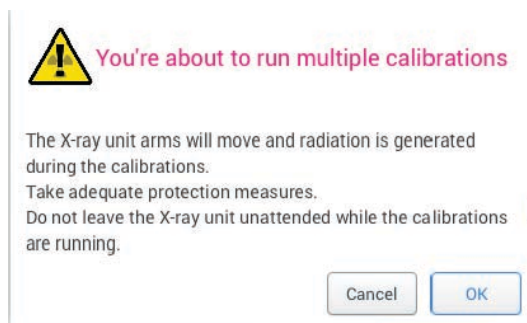 You're about to run multiple calibrations
The X-ray unit arms will move and radiation is generated
during the calibrations.
Take adequate protection measures.
Do not leave the X-ray unit unattended while the calibrations
are running.
Cancel
OK